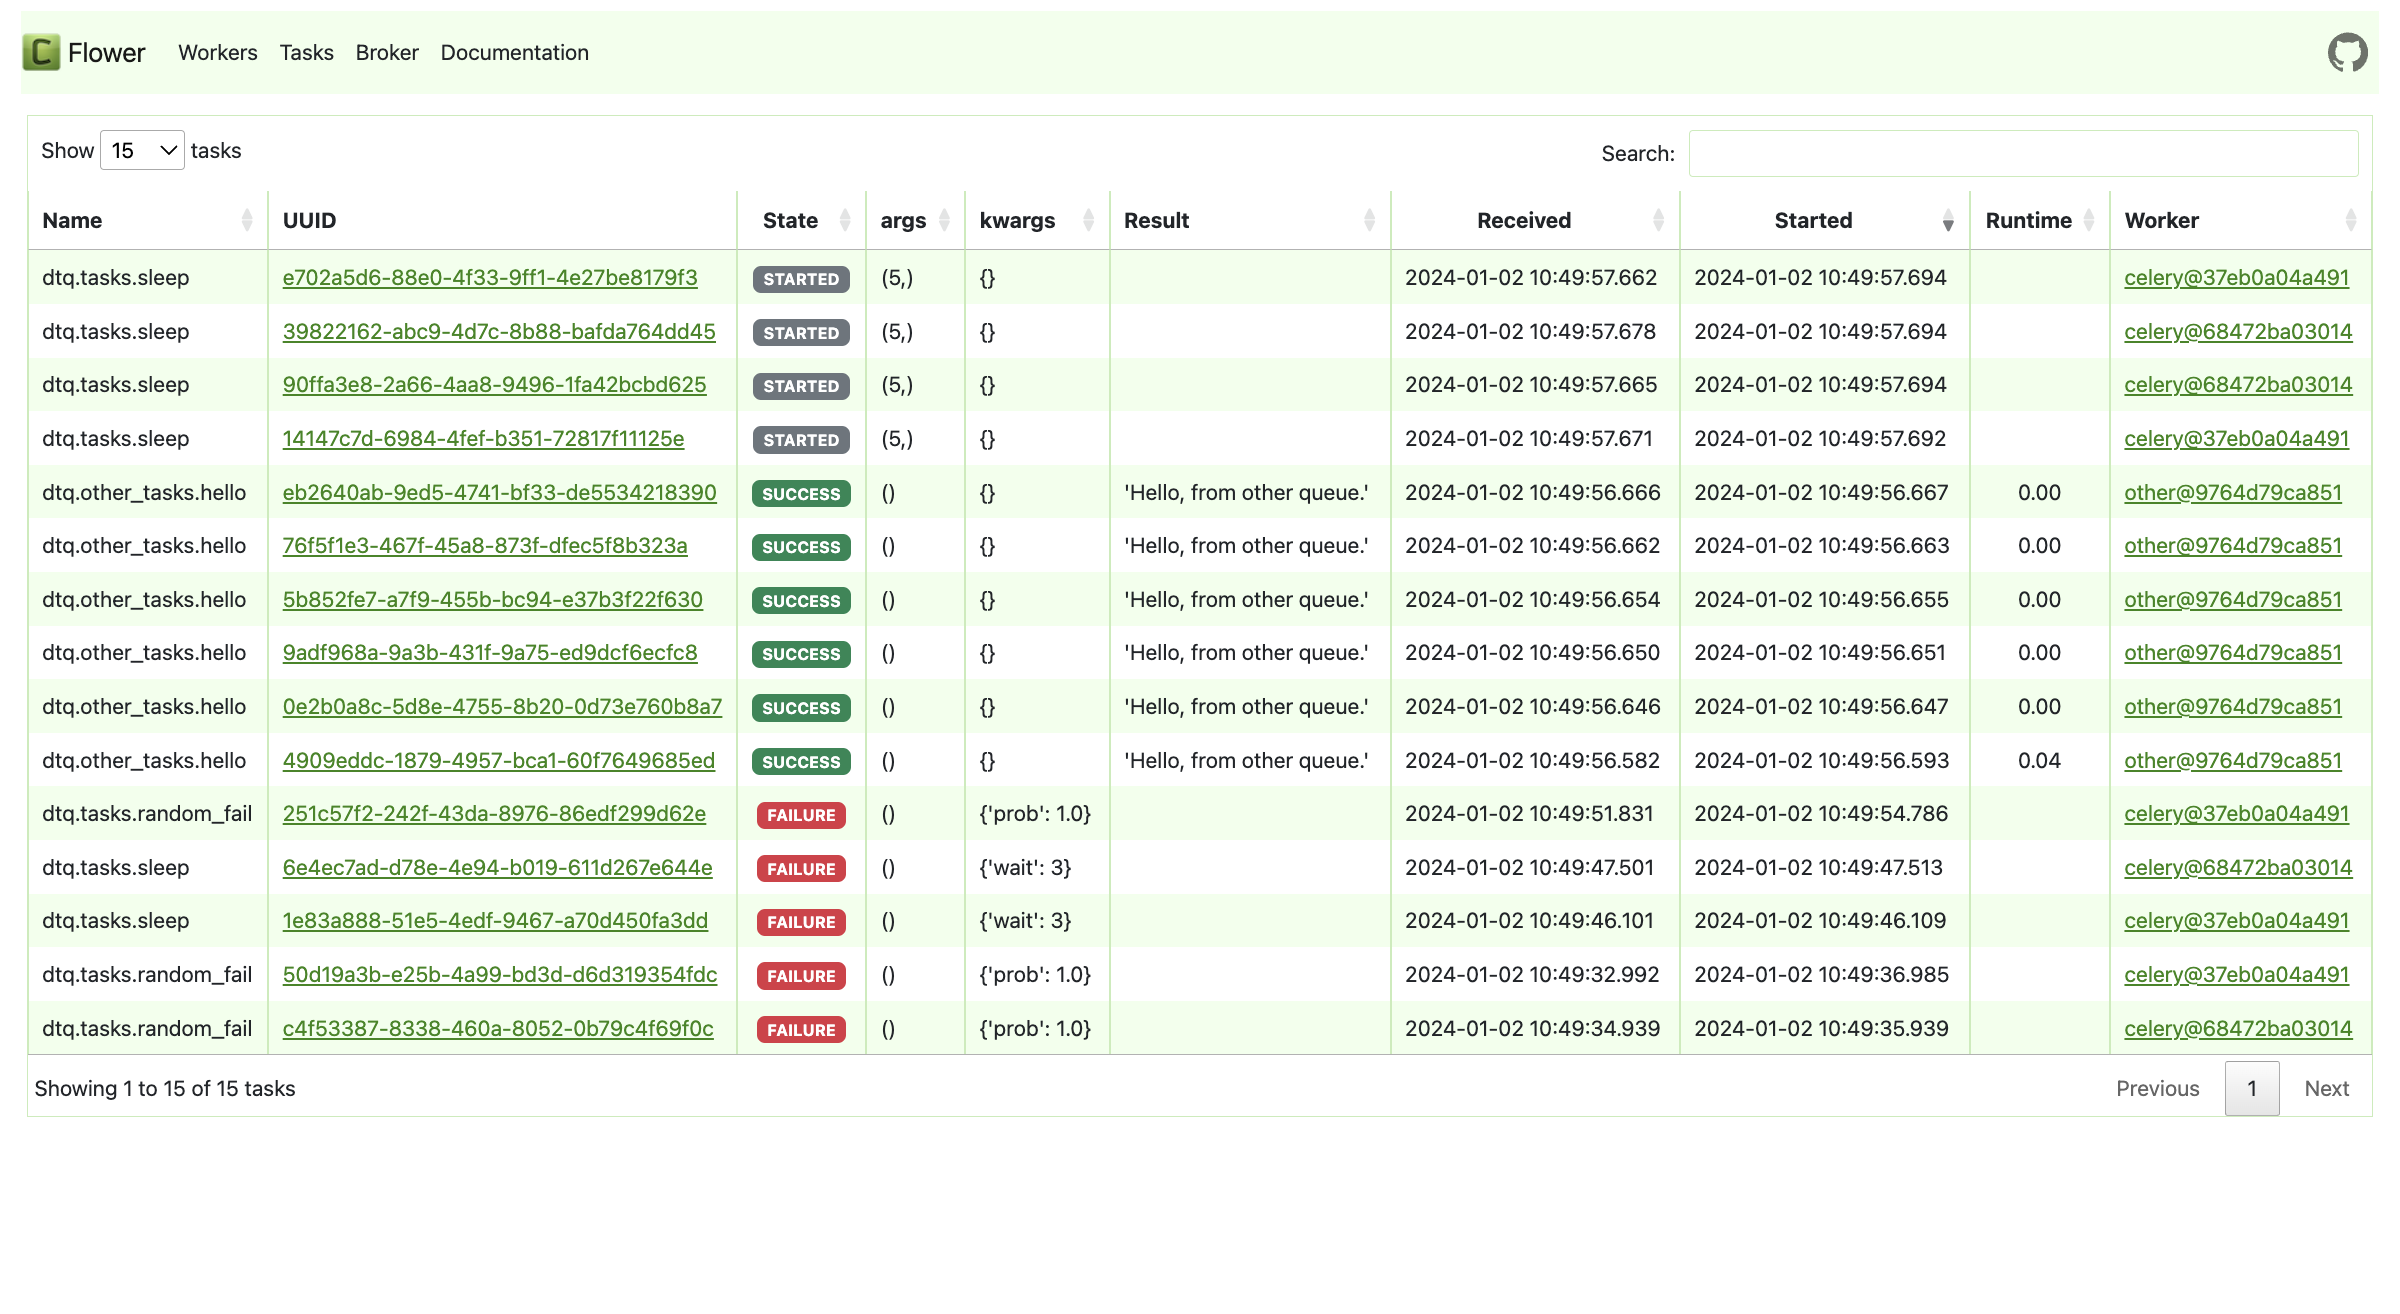 C Flower Workers Tasks Broker Documentation
Show 15 tasks Search:
Name UUID State args kwargs Result Received Started Runtime Worker
dtq.tasks.sleep e702a5d6-88e0-4f33-9ff1-4e27be8179f3 STARTED (5,) {} 2024-01-02 10:49:57.662 2024-01-02 10:49:57.694 celery@37eb0a04a491
dtq.tasks.sleep 39822162-abc9-4d7c-8b88-bafda764dd45 STARTED (5,) {} 2024-01-02 10:49:57.678 2024-01-02 10:49:57.694 celery@68472ba03014
dtq.tasks.sleep 90ffa3e8-2a66-4aa8-9496-1fa42bcbd625 STARTED (5,) {} 2024-01-02 10:49:57.665 2024-01-02 10:49:57.694 celery@68472ba03014
dtq.tasks.sleep 14147c7d-6984-4fef-b351-72817f11125e STARTED (5,) {} 2024-01-02 10:49:57.671 2024-01-02 10:49:57.692 celery@37eb0a04a491
dtq.other_tasks.hello eb2640ab-9ed5-4741-bf33-de5534218390 SUCCESS () {} 'Hello, from other queue.' 2024-01-02 10:49:56.666 2024-01-02 10:49:56.667 0.00 other@9764d79ca851
dtq.other_tasks.hello 76f5f1e3-467f-45a8-873f-dfec5f8b323a SUCCESS () {} 'Hello, from other queue.' 2024-01-02 10:49:56.662 2024-01-02 10:49:56.663 0.00 other@9764d79ca851
dtq.other_tasks.hello 5b852fe7-a7f9-455b-bc94-e37b3f22f630 SUCCESS () {} 'Hello, from other queue.' 2024-01-02 10:49:56.654 2024-01-02 10:49:56.655 0.00 other@9764d79ca851
dtq.other_tasks.hello 9adf968a-9a3b-431f-9a75-ed9dcf6ecfc8 SUCCESS () {} 'Hello, from other queue.' 2024-01-02 10:49:56.650 2024-01-02 10:49:56.651 0.00 other@9764d79ca851
dtq.other_tasks.hello 0e2b0a8c-5d8e-4755-8b20-0d73e760b8a7 SUCCESS () {} 'Hello, from other queue.' 2024-01-02 10:49:56.646 2024-01-02 10:49:56.647 0.00 other@9764d79ca851
dtq.other_tasks.hello 4909eddc-1879-4957-bca1-60f7649685ed SUCCESS () {} 'Hello, from other queue.' 2024-01-02 10:49:56.582 2024-01-02 10:49:56.593 0.04 other@9764d79ca851
dtq.tasks.random_fail 251c57f2-242f-43da-8976-86edf299d62e FAILURE () {'prob': 1.0} 2024-01-02 10:49:51.831 2024-01-02 10:49:54.786 celery@37eb0a04a491
dtq.tasks.sleep 6e4ec7ad-d78e-4e94-b019-611d267e644e FAILURE () {'wait': 3} 2024-01-02 10:49:47.501 2024-01-02 10:49:47.513 celery@68472ba03014
dtq.tasks.sleep 1e83a888-51e5-4edf-9467-a70d450fa3dd FAILURE () {'wait': 3} 2024-01-02 10:49:46.101 2024-01-02 10:49:46.109 celery@37eb0a04a491
dtq.tasks.random_fail 50d19a3b-e25b-4a99-bd3d-d6d319354fdc FAILURE () {'prob': 1.0} 2024-01-02 10:49:32.992 2024-01-02 10:49:36.985 celery@37eb0a04a491
dtq.tasks.random_fail c4f53387-8338-460a-8052-0b79c4f69f0c FAILURE () {'prob': 1.0} 2024-01-02 10:49:34.939 2024-01-02 10:49:35.939 celery@68472ba03014
Showing 1 to 15 of 15 tasks Previous 1 Next